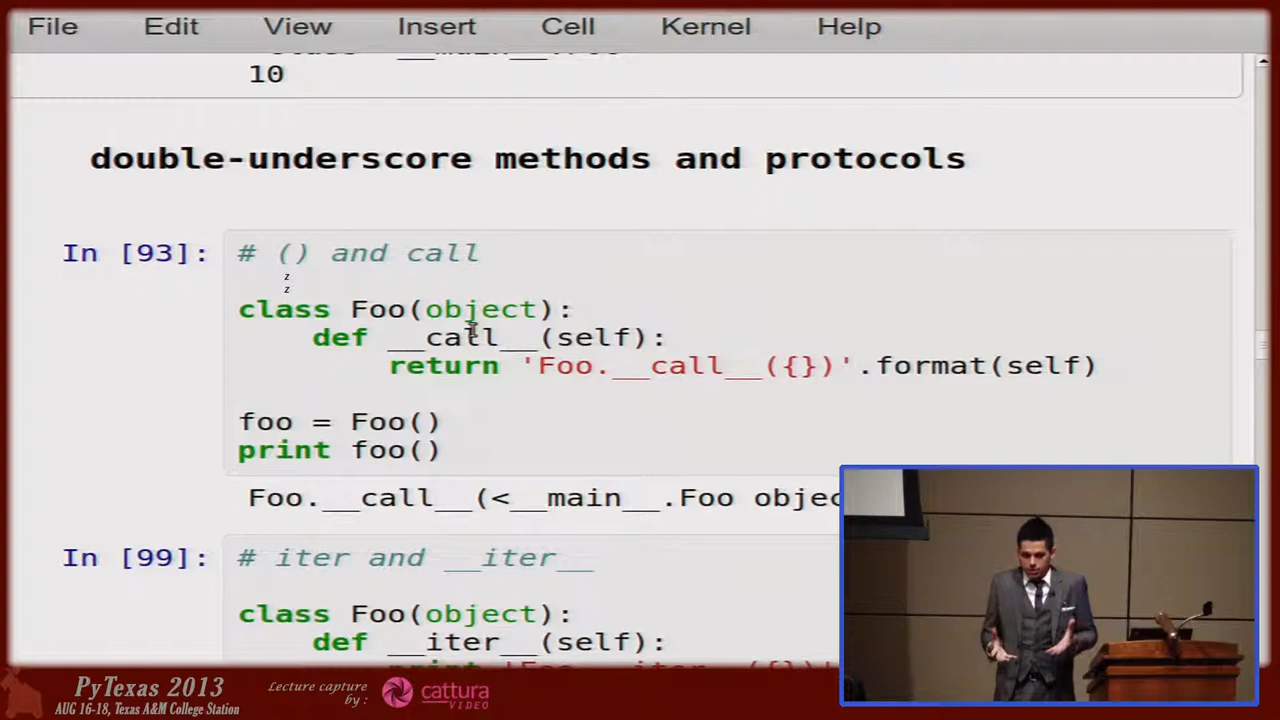 File Edit View Insert Cell Kernel Help
10
double-underscore methods and protocols
In [93]: # () and call
z
z
class Foo(object):
def __call__(self):
return 'Foo.__call__({})'.format(self)
foo = Foo()
print foo()
Foo.__call__(<__main__.Foo objec
In [99]: # iter and __iter__
class Foo(object):
def __iter__(self):
PyTexas 2013
AUG 16-18, Texas A&M College Station
Lecture capture
by :
cattura
VIDEO